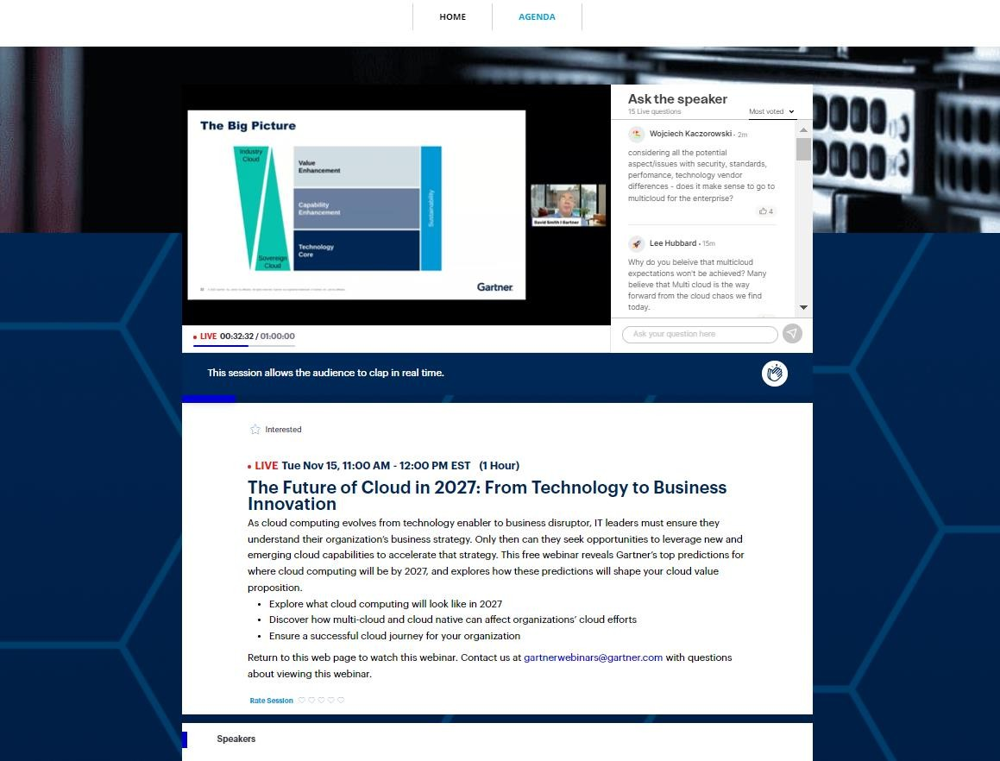 HOME
AGENDA
The Big Picture
Industry
Cloud
Sovereign
Cloud
Value
Enhancement
Capability
Enhancement
Technology
Core
Sustainability
Gartner
David Smith | Gartner
LIVE 00:32:32 / 01:00:00
Ask the speaker
15 Live questions
Most voted
Wojciech Kaczorowski · 2m
considering all the potential
aspect/issues with security, standards,
perfomance, technology vendor
differences - does it make sense to go to
multicloud for the enterprise?
4
Lee Hubbard · 15m
Why do you beleive that multicloud
expectations won't be achieved? Many
believe that Multi cloud is the way
forward from the cloud chaos we find
today.
Ask your question here
This session allows the audience to clap in real time.
Interested
• LIVE Tue Nov 15, 11:00 AM - 12:00 PM EST (1 Hour)
The Future of Cloud in 2027: From Technology to Business
Innovation
As cloud computing evolves from technology enabler to business disruptor, IT leaders must ensure they
understand their organization's business strategy. Only then can they seek opportunities to leverage new and
emerging cloud capabilities to accelerate that strategy. This free webinar reveals Gartner's top predictions for
where cloud computing will be by 2027, and explores how these predictions will shape your cloud value
proposition.
• Explore what cloud computing will look like in 2027
• Discover how multi-cloud and cloud native can affect organizations' cloud efforts
• Ensure a successful cloud journey for your organization
Return to this web page to watch this webinar. Contact us at gartnerwebinars@gartner.com with questions
about viewing this webinar.
Rate Session
Speakers